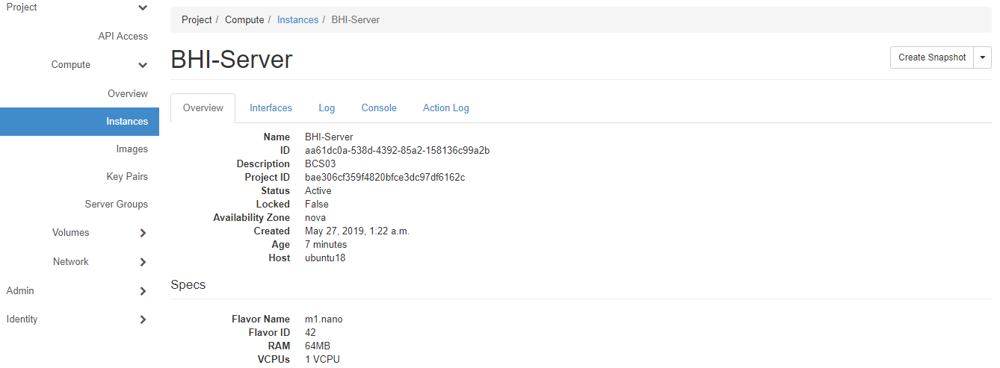 Project
API Access
Compute
Overview
Instances
Images
Key Pairs
Server Groups
Volumes
Network
Admin
Identity
Project / Compute / Instances / BHI-Server
BHI-Server
Create Snapshot
Overview Interfaces Log Console Action Log
Name BHI-Server
ID aa61dc0a-538d-4392-85a2-158136c99a2b
Description BCS03
Project ID bae306cf359f4820bfce3dc97df6162c
Status Active
Locked False
Availability Zone nova
Created May 27, 2019, 1:22 a.m.
Age 7 minutes
Host ubuntu18
Specs
Flavor Name m1.nano
Flavor ID 42
RAM 64MB
VCPUs 1 VCPU